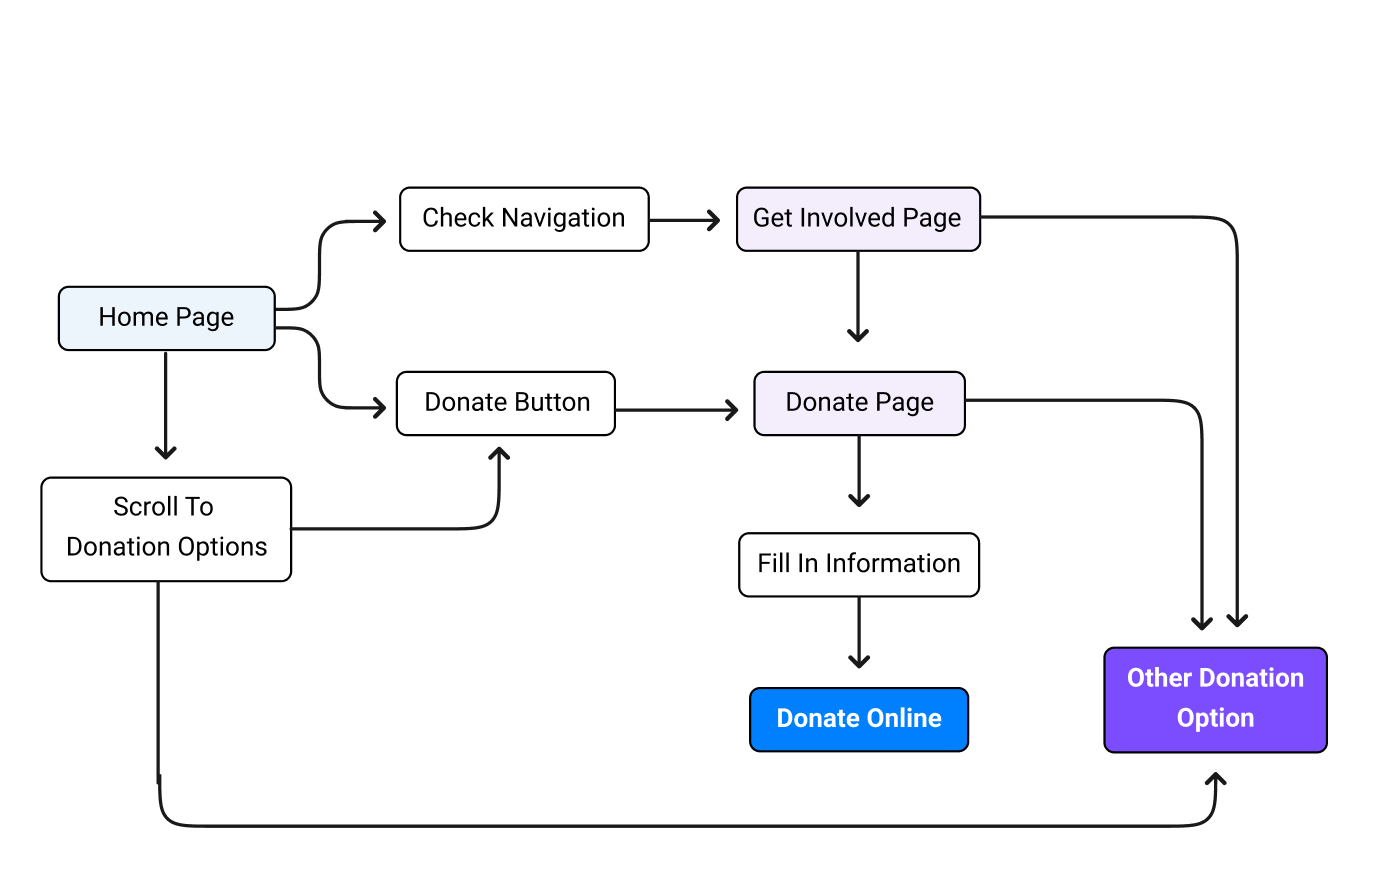 Check Navigation
Get Involved Page
Home Page
Donate Button
Donate Page
Scroll To
Donation Options
Fill In Information
Donate Online
Other Donation
Option